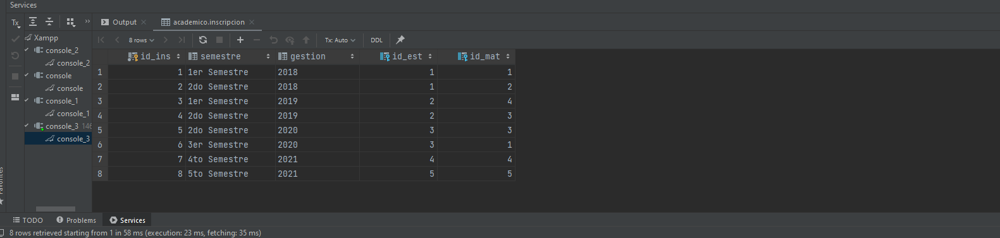 Services
Tx
Output
academico.inscripcion
Xampp
8 rows
Tx: Auto
DDL
console_2
id_ins semestre gestion id_est id_mat
console_2
1 1 1er Semestre 2018 1 1
console
2 2 2do Semestre 2018 1 2
console
3 3 1er Semestre 2019 2 4
console_1
4 4 2do Semestre 2019 2 3
console_1
5 5 2do Semestre 2020 3 3
console_3 146
6 6 3er Semestre 2020 3 1
console_3
7 7 4to Semestre 2021 4 4
8 8 5to Semestre 2021 5 5
Favorites
TODO Problems Services
8 rows retrieved starting from 1 in 58 ms (execution: 23 ms, fetching: 35 ms)